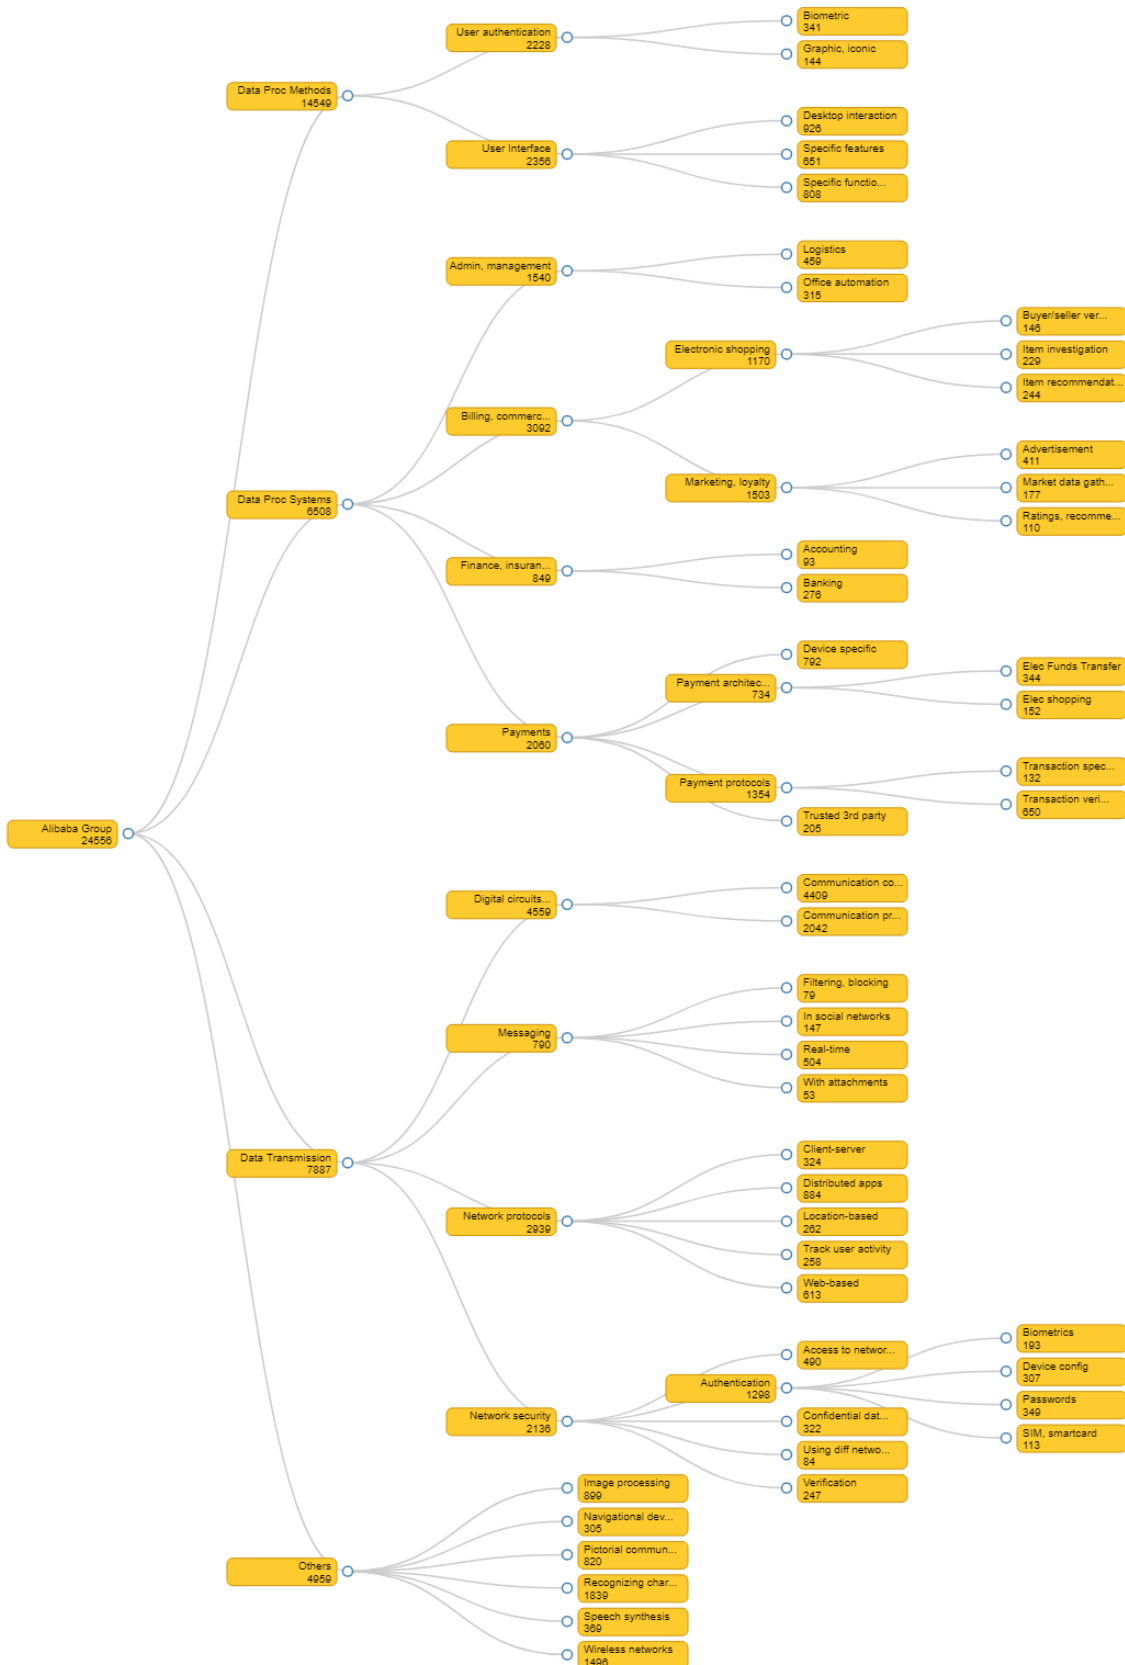 Biometric
341
User authentication
2228
Graphic, iconic
144
Data Proc Methods
14549
Desktop interaction
926
User Interface
2356
Specific features
651
Specific functio...
808
Logistics
459
Admin, management
1540
Office automation
315
Buyer/seller ver...
146
Electronic shopping
1170
Item investigation
229
Item recommendat...
244
Billing, commerc...
3092
Advertisement
411
Marketing, loyalty
1503
Market data gath...
177
Data Proc Systems
6508
Ratings, recomme...
110
Accounting
93
Finance, insuran...
849
Banking
276
Device specific
792
Elec Funds Transfer
344
Payment architec...
734
Elec shopping
152
Payments
2060
Transaction spec...
132
Payment protocols
1354
Transaction veri...
650
Trusted 3rd party
205
Alibaba Group
24556
Communication co...
4409
Digital circuits...
4559
Communication pr...
2042
Filtering, blocking
79
In social networks
147
Messaging
790
Real-time
504
With attachments
53
Client-server
324
Data Transmission
7887
Distributed apps
884
Network protocols
2939
Location-based
262
Track user activity
258
Web-based
613
Biometrics
193
Access to networ...
490
Device config
307
Authentication
1298
Passwords
349
Network security
2136
Confidential dat...
322
SIM, smartcard
113
Using diff netwo...
84
Verification
247
Image processing
899
Navigational dev...
305
Pictorial commun...
820
Others
4959
Recognizing char...
1839
Speech synthesis
369
Wireless networks
1496